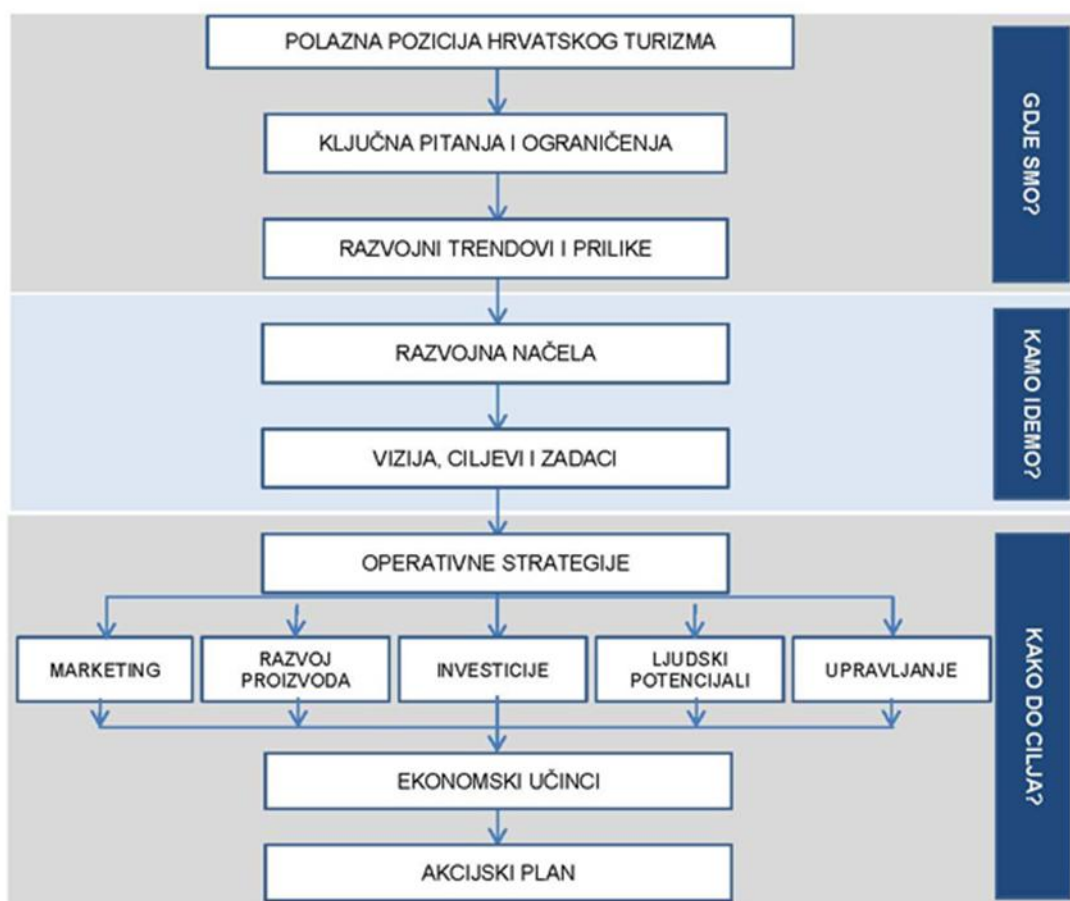 POLAZNA POZICIJA HRVATSKOG TURIZMA
KLJUČNA PITANJA I OGRANIČENJA
RAZVOJNI TRENDOVI I PRILIKE
GDJE SMO?
RAZVOJNA NAČELA
VIZIJA, CILJEVI I ZADACI
KAMO IDEMO?
OPERATIVNE STRATEGIJE
MARKETING
RAZVOJ
PROIZVODA
INVESTICIJE
LJUDSKI
POTENCIJALI
UPRAVLJANJE
EKONOMSKI UČINCI
AKCIJSKI PLAN
KAKO DO CILJA?